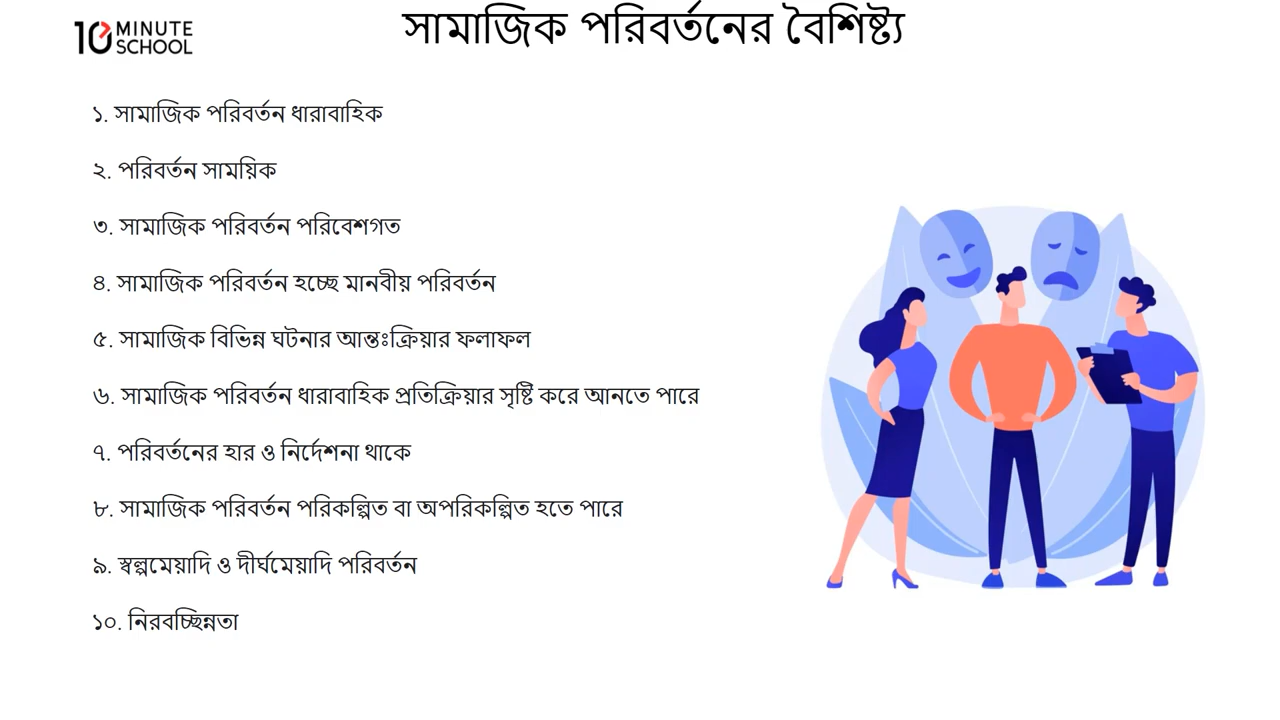 10 MINUTE SCHOOL
সামাজিক পরিবর্তনের বৈশিষ্ট্য
১. সামাজিক পরিবর্তন ধারাবাহিক
২. পরিবর্তন সাময়িক
৩. সামাজিক পরিবর্তন পরিবেশগত
৪. সামাজিক পরিবর্তন হচ্ছে মানবীয় পরিবর্তন
৫. সামাজিক বিভিন্ন ঘটনার আন্তঃক্রিয়ার ফলাফল
৬. সামাজিক পরিবর্তন ধারাবাহিক প্রতিক্রিয়ার সৃষ্টি করে আনতে পারে
৭. পরিবর্তনের হার ও নির্দেশনা থাকে
৮. সামাজিক পরিবর্তন পরিকল্পিত বা অপরিকল্পিত হতে পারে
৯. স্বল্পমেয়াদি ও দীর্ঘমেয়াদি পরিবর্তন
১০. নিরবচ্ছিন্নতা